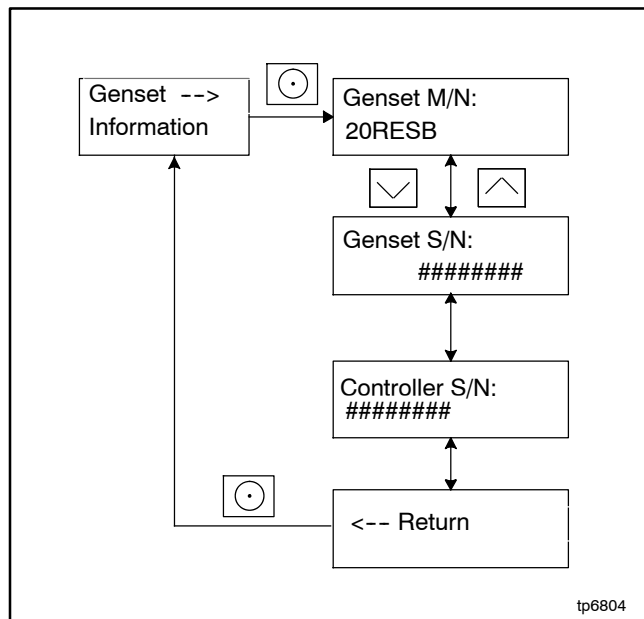 Genset -->
Information
Genset M/N:
20RESB
Genset S/N:
########
Controller S/N:
########
<-- Return
tp6804